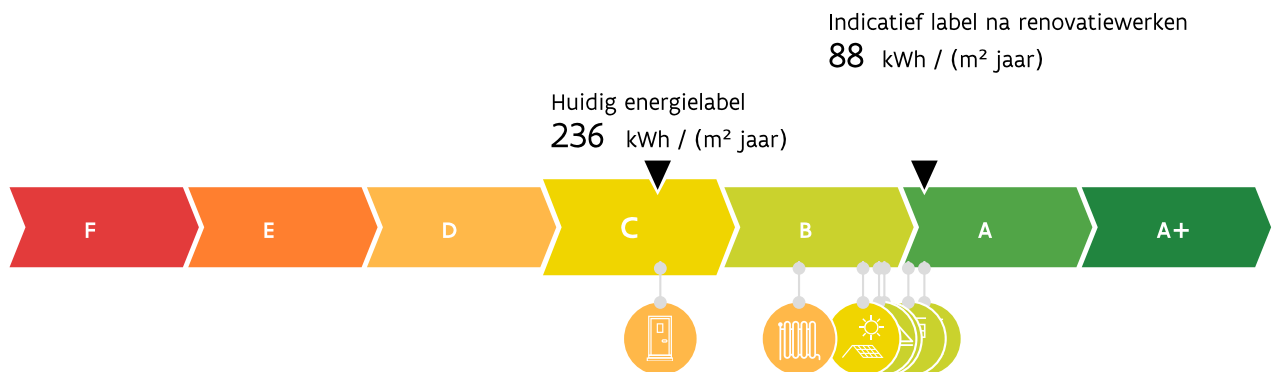 Indicatief label na renovatiewerken
88 kWh / (m² jaar)
Huidig energielabel
236 kWh / (m² jaar)
F E D C B A A+